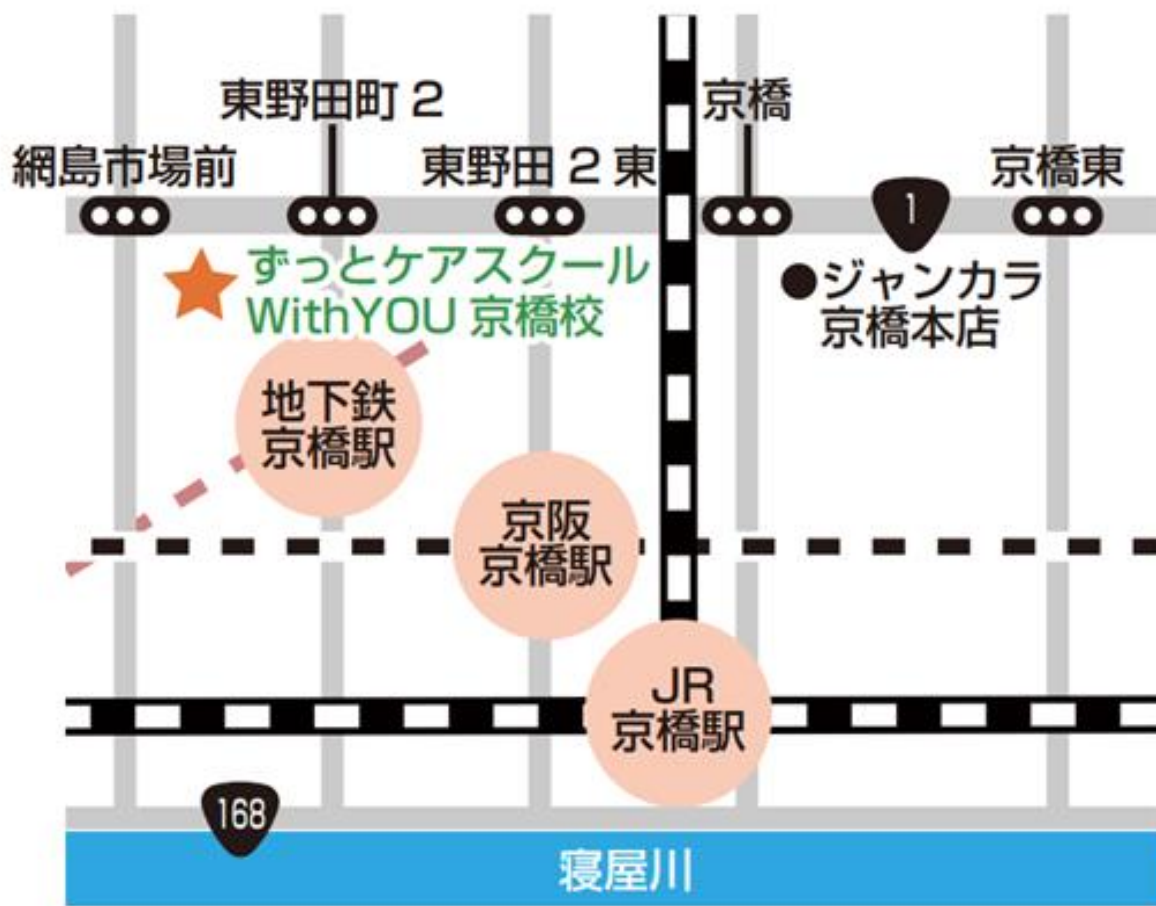 東野田町2
京橋
網島市場前
東野田2東
京橋東
1
ずっとケアスクール
WithYOU 京橋校
ジャンカラ
京橋本店
地下鉄
京橋駅
京阪
京橋駅
JR
京橋駅
168
寝屋川